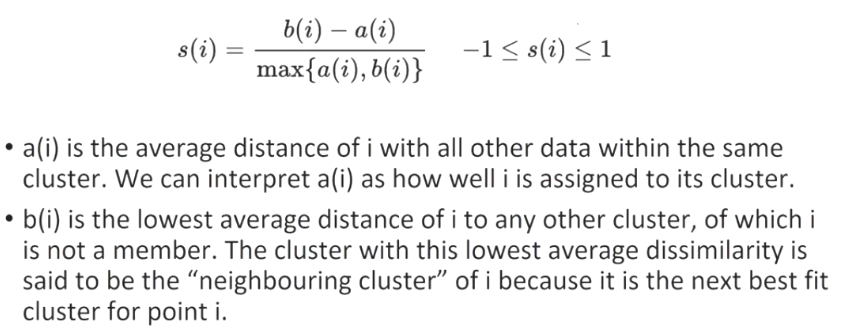 s(i) = \frac{b(i) − a(i)}{max{a(i), b(i)}} −1 ≤ s(i) ≤ 1
• a(i) is the average distance of i with all other data within the same
cluster. We can interpret a(i) as how well i is assigned to its cluster.
• b(i) is the lowest average distance of i to any other cluster, of which i
is not a member. The cluster with this lowest average dissimilarity is
said to be the “neighbouring cluster” of i because it is the next best fit
cluster for point i.